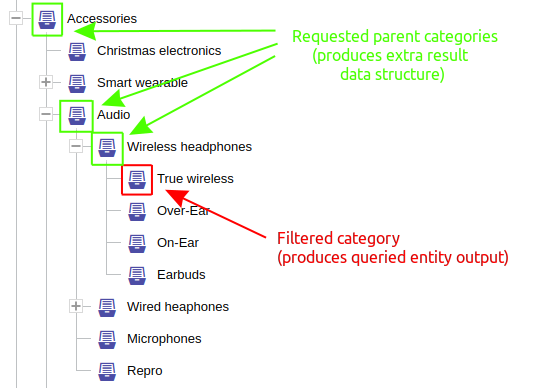 Accessories
Christmas electronics
Smart wearable
Audio
Wireless headphones
True wireless
Over-Ear
On-Ear
Earbuds
Wired heaphones
Microphones
Repro
Requested parent categories
(produces extra result
data structure)
Filtered category
(produces queried entity output)